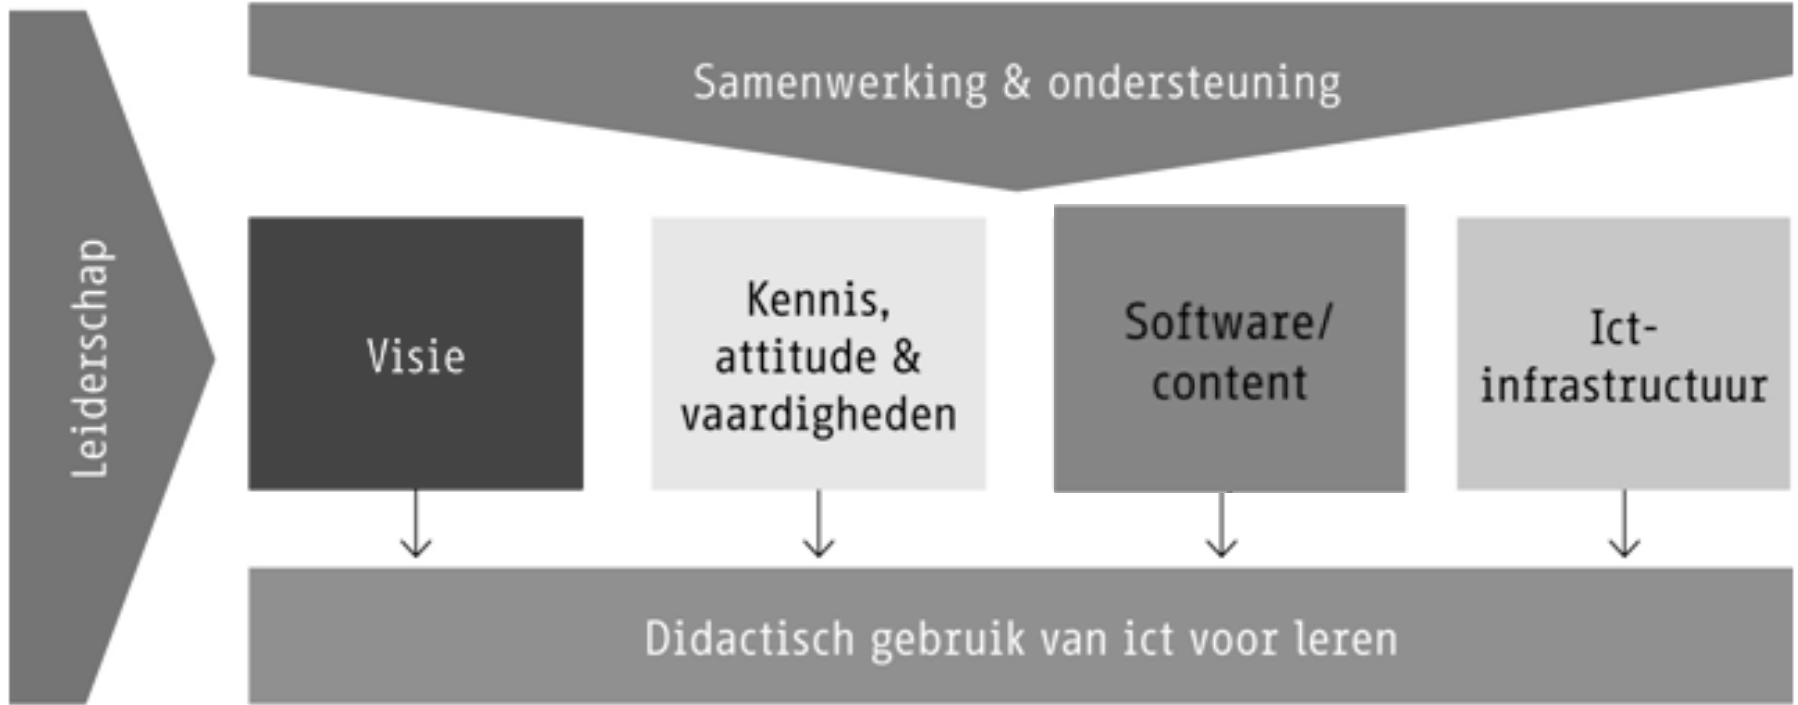 Samenwerking & ondersteuning
Leiderschap
Visie
Kennis,
attitude &
vaardigheden
Software/
content
Ict-
infrastructuur
Didactisch gebruik van ict voor leren